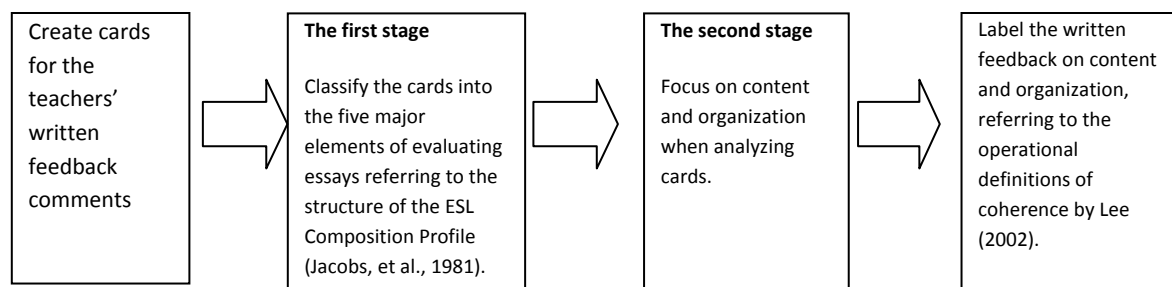 Create cards
for the
teachers'
written
feedback
comments
The first stage
Classify the cards into
the five major
elements of evaluating
essays referring to the
structure of the ESL
Composition Profile
(Jacobs, et al., 1981).
The second stage
Focus on content
and organization
when analyzing
cards.
Label the written
feedback on content
and organization,
referring to the
operational
definitions of
coherence by Lee
(2002).